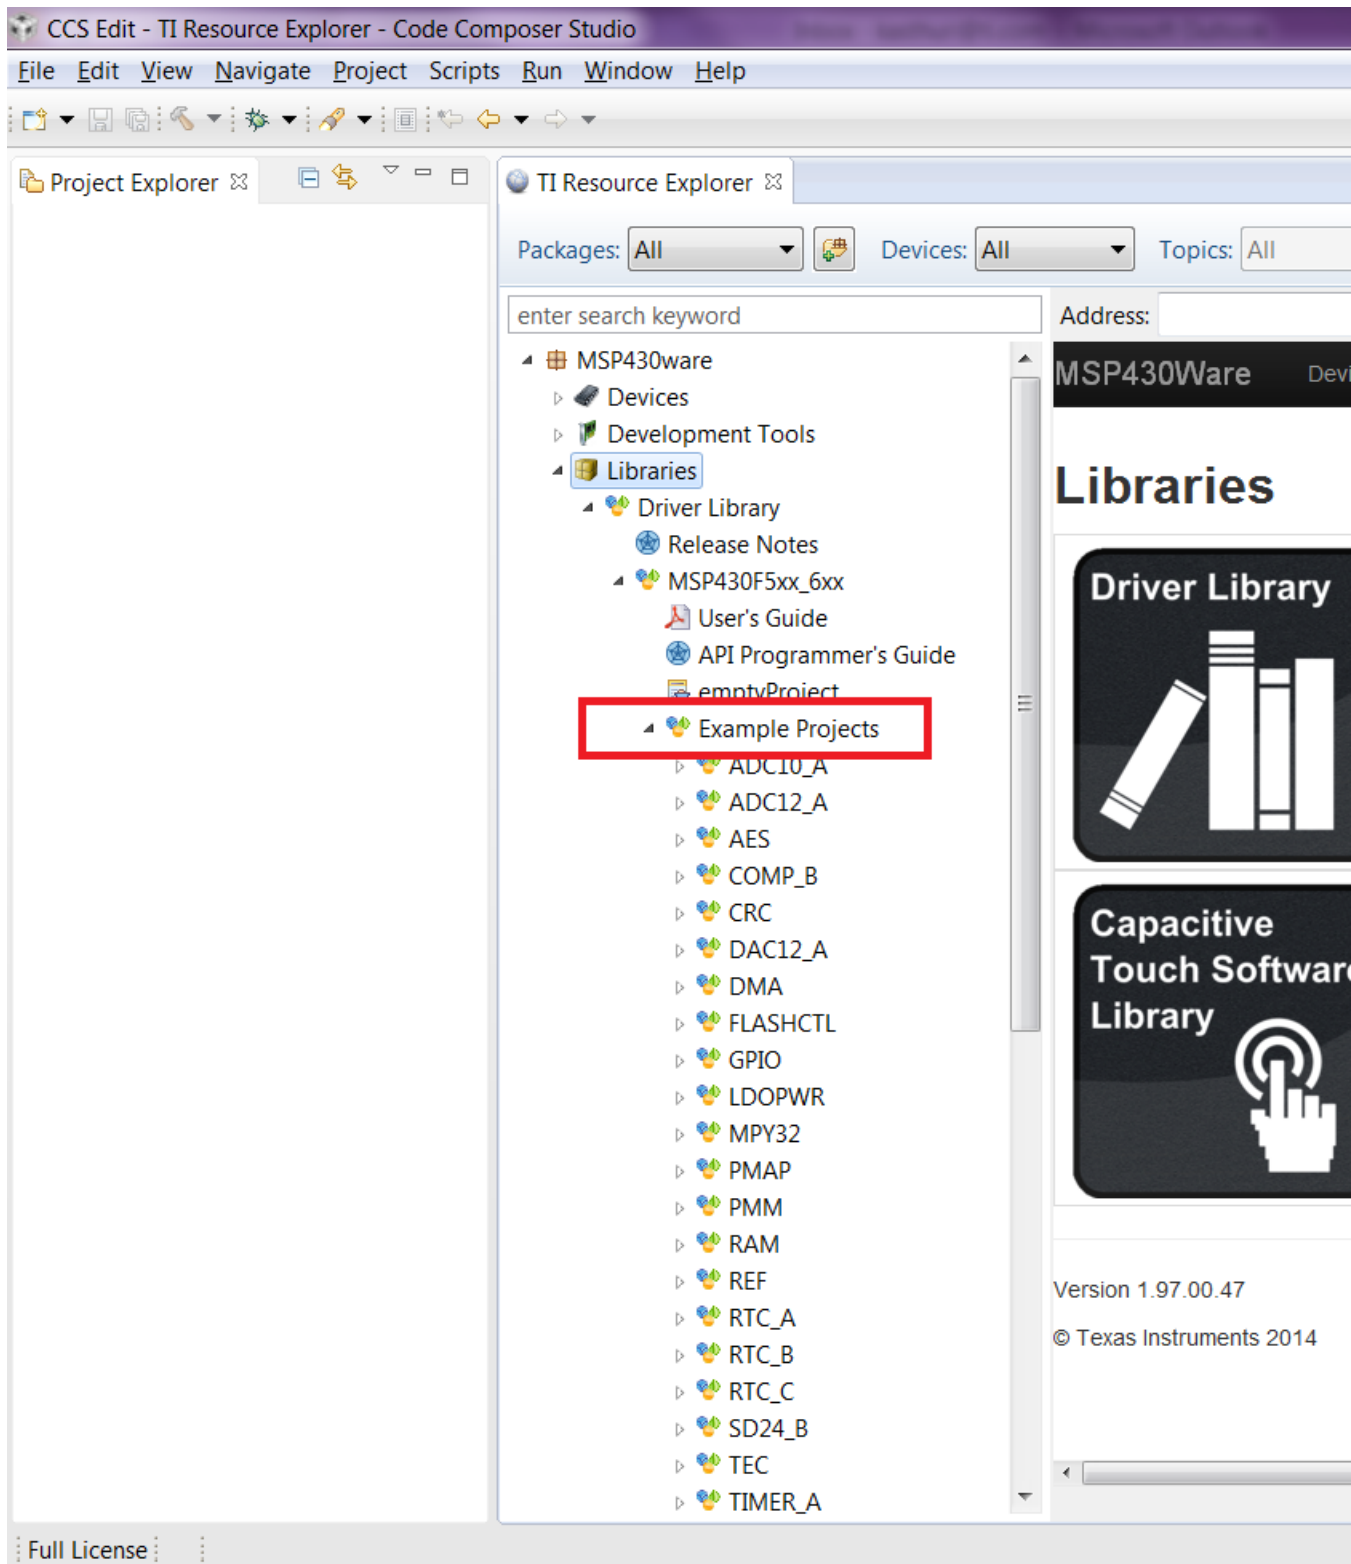 CCS Edit - TI Resource Explorer - Code Composer Studio
File Edit View Navigate Project Scripts Run Window Help
Project Explorer
TI Resource Explorer
Packages: All Devices: All Topics: All
enter search keyword
Address:
MSP430ware
Devices
Development Tools
Libraries
Driver Library
Release Notes
MSP430F5xx_6xx
User's Guide
API Programmer's Guide
emptyProject
Example Projects
ADC10_A
ADC12_A
AES
COMP_B
CRC
DAC12_A
DMA
FLASHCTL
GPIO
LDOPWR
MPY32
PMAP
PMM
RAM
REF
RTC_A
RTC_B
RTC_C
SD24_B
TEC
TIMER_A
MSP430Ware Devi
Libraries
Driver Library
Capacitive
Touch Softwar
Library
Version 1.97.00.47
© Texas Instruments 2014
Full License